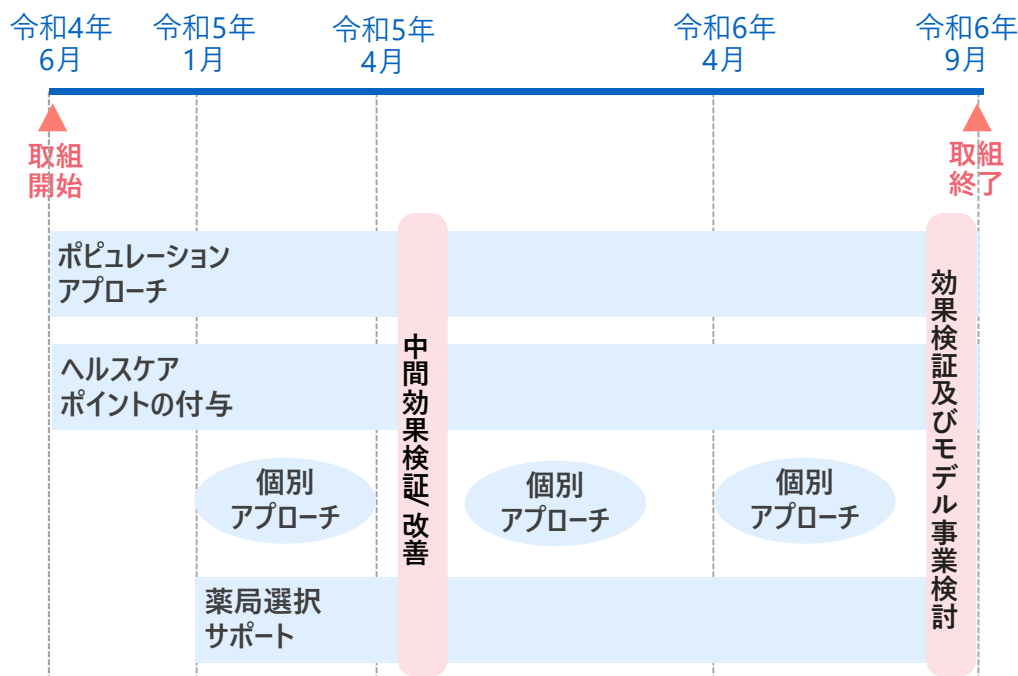 令和4年
6月
令和5年
1月
令和5年
4月
令和6年
4月
令和6年
9月
取組
開始
取組
終了
ポピュレーション
アプローチ
ヘルスケア
ポイントの付与
個別
アプローチ
個別
アプローチ
個別
アプローチ
薬局選択
サポート
中間効果検証/改善
効果検証及びモデル事業検討